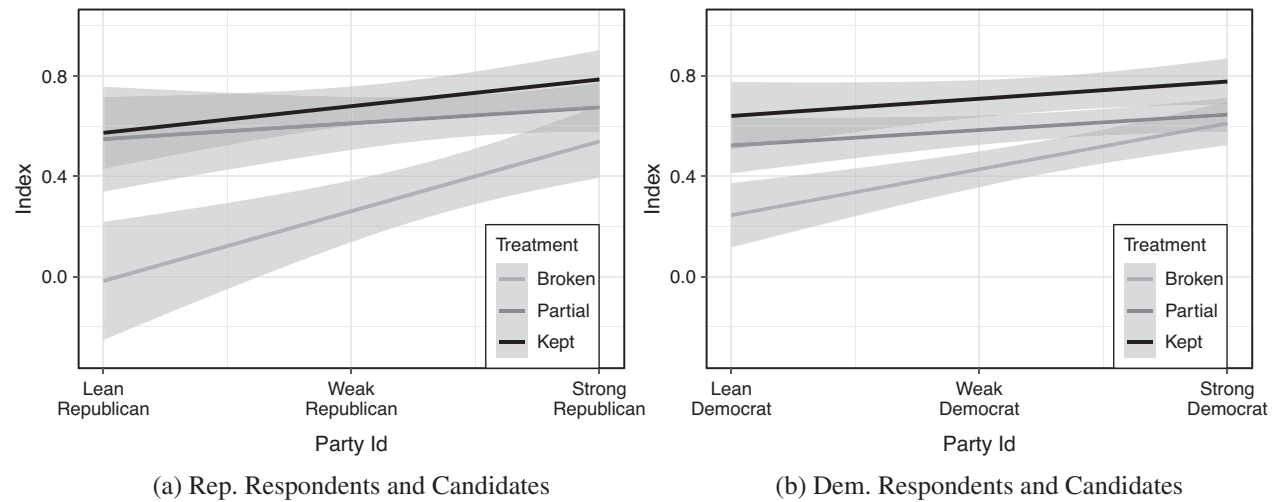 Index
0.8
0.4
0.0
Treatment
Broken
Partial
Kept
Lean
Republican
Weak
Republican
Strong
Republican
Party Id
(a) Rep. Respondents and Candidates
Index
0.8
0.4
0.0
Treatment
Broken
Partial
Kept
Lean
Democrat
Weak
Democrat
Strong
Democrat
Party Id
(b) Dem. Respondents and Candidates